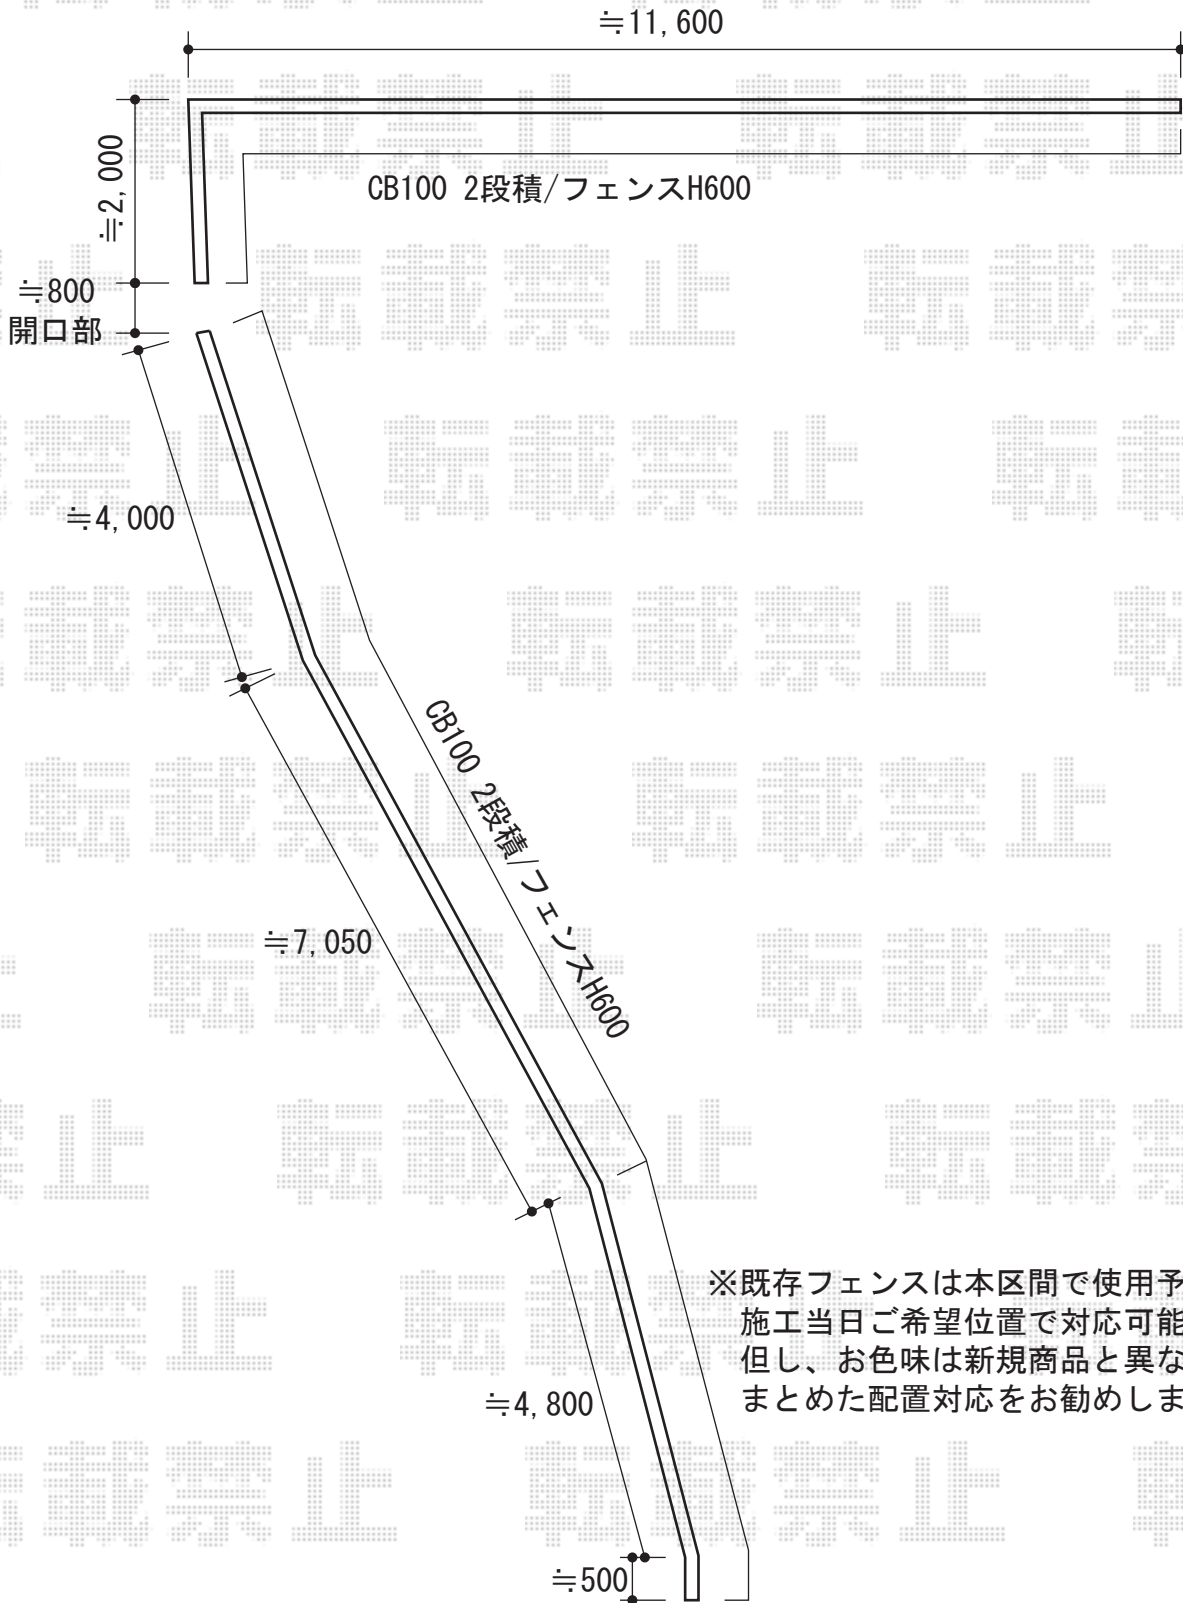 ≒11,600
≒2,000
CB100 2段積/フェンスH600
≒800
開口部
≒4,000
CB100 2段積/フェンスH600
≒7,050
※既存フェンスは本区間で使用予
施工当日ご希望位置で対応可能
但し、お色味は新規商品と異な
まとめた配置対応をお勧めしま
≒4,800
≒500
転載禁止